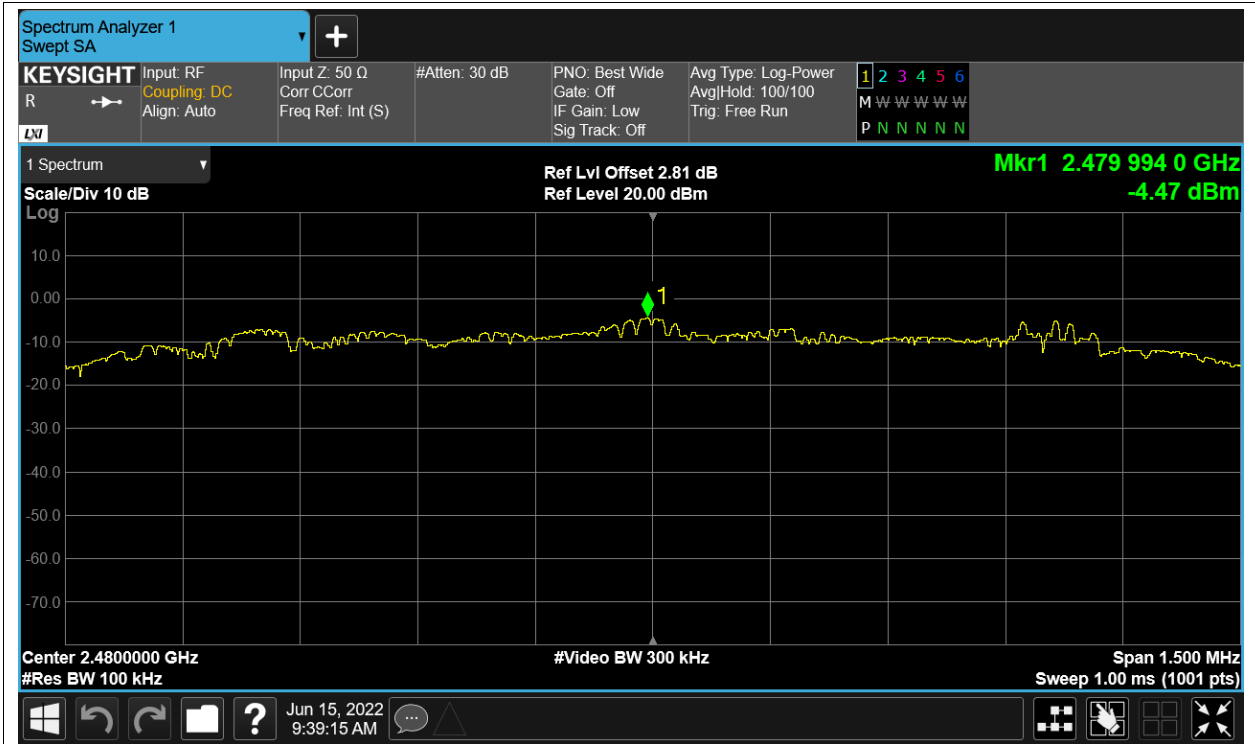 Spectrum Analyzer 1
Swept SA
KEYSIGHT
R
LXI
Input: RF
Coupling: DC
Align: Auto
Input Z: 50 Ω
Corr CCorr
Freq Ref: Int (S)
#Atten: 30 dB
PNO: Best Wide
Gate: Off
IF Gain: Low
Sig Track: Off
Avg Type: Log-Power
Avg|Hold: 100/100
Trig: Free Run
1 2 3 4 5 6
M W W W W W
P N N N N N
1 Spectrum
Scale/Div 10 dB
Log
Ref Lvl Offset 2.81 dB
Ref Level 20.00 dBm
Mkr1 2.479 994 0 GHz
-4.47 dBm
10.0
0.00
1
-10.0
-20.0
-30.0
-40.0
-50.0
-60.0
-70.0
Center 2.4800000 GHz
#Video BW 300 kHz
Span 1.500 MHz
#Res BW 100 kHz
Sweep 1.00 ms (1001 pts)
?
Jun 15, 2022
9:39:15 AM